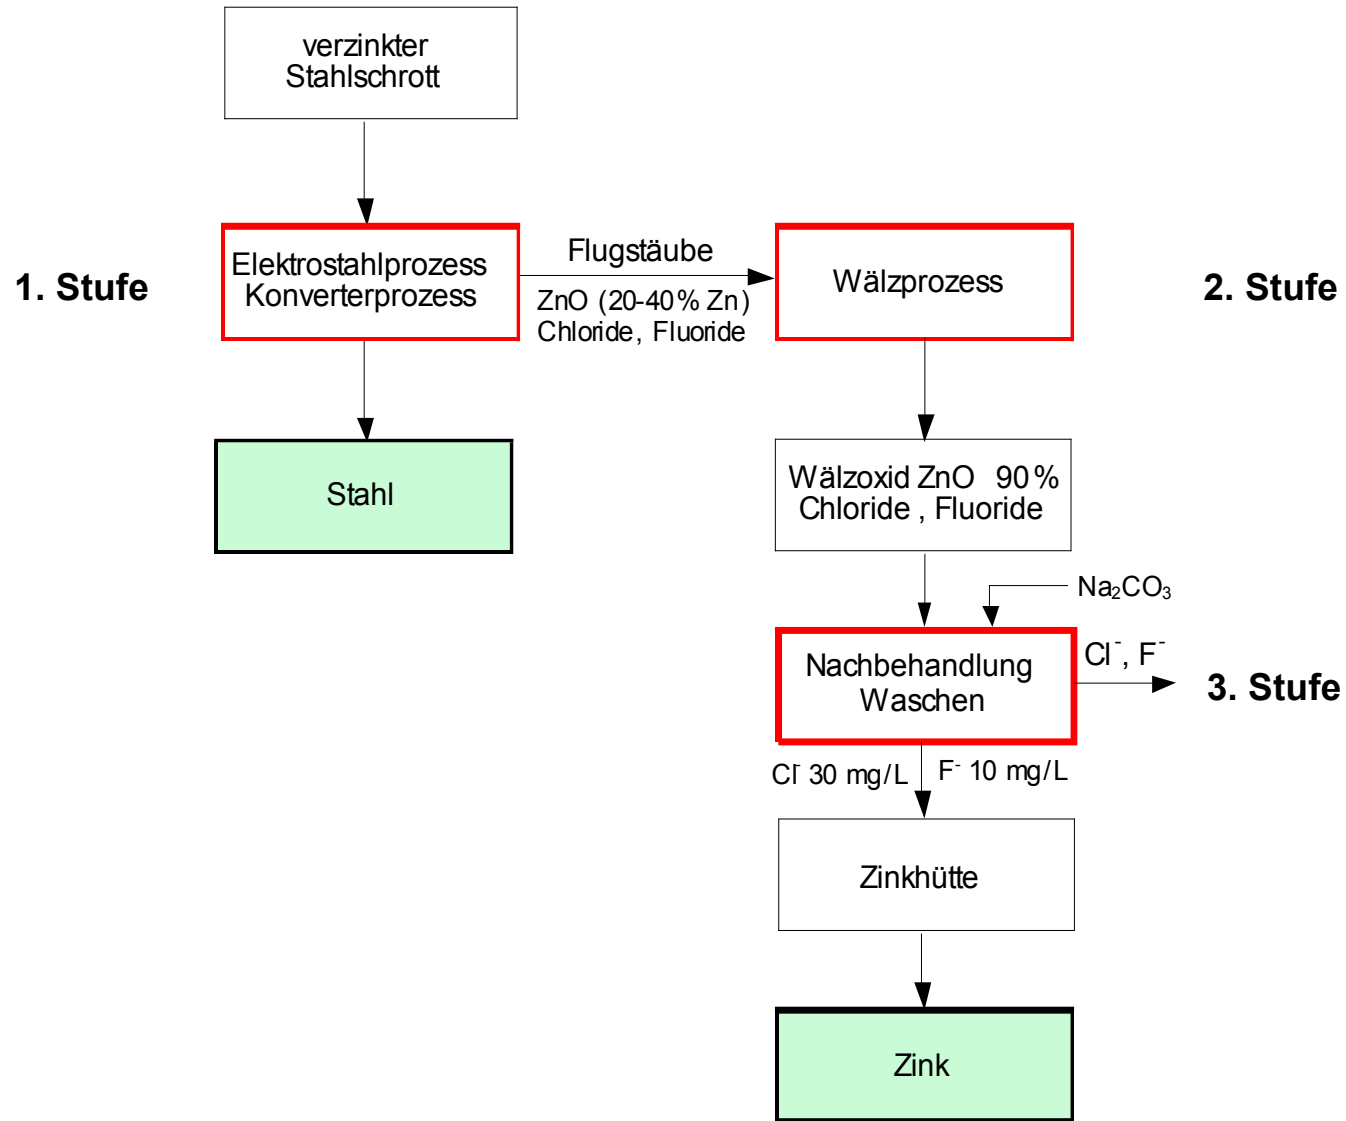 verzinkter
Stahlschrott
1. Stufe
Elektrostahlprozess
Konverterprozess
Flugstäube
ZnO (20-40% Zn)
Chloride, Fluoride
Wälzprozess
2. Stufe
Stahl
Wälzoxid ZnO 90%
Chloride , Fluoride
Na₂CO₃
Nachbehandlung
Waschen
Cl⁻, F⁻
3. Stufe
Cl⁻ 30 mg/L
F⁻ 10 mg/L
Zinkhütte
Zink